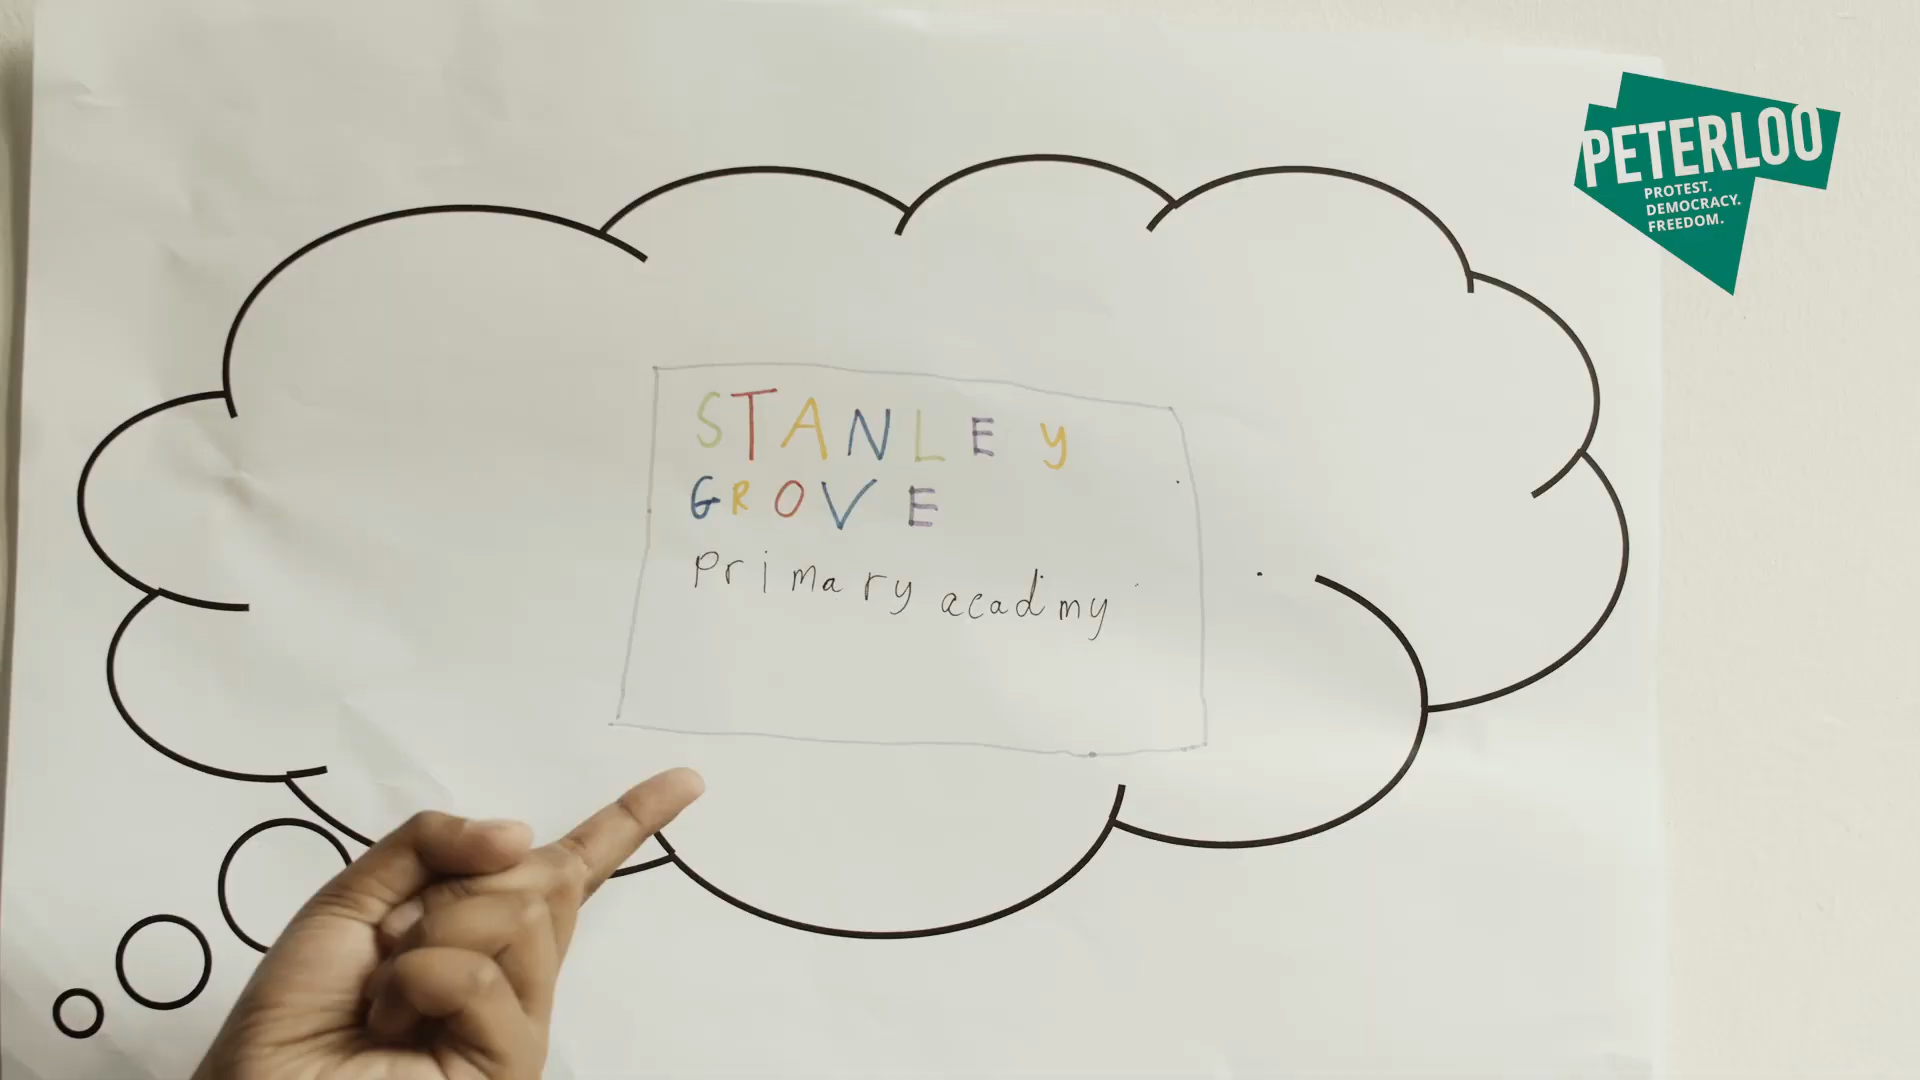 STANLEY
GROVE
primary acadmy
PETERLOO
PROTEST.
DEMOCRACY.
FREEDOM.